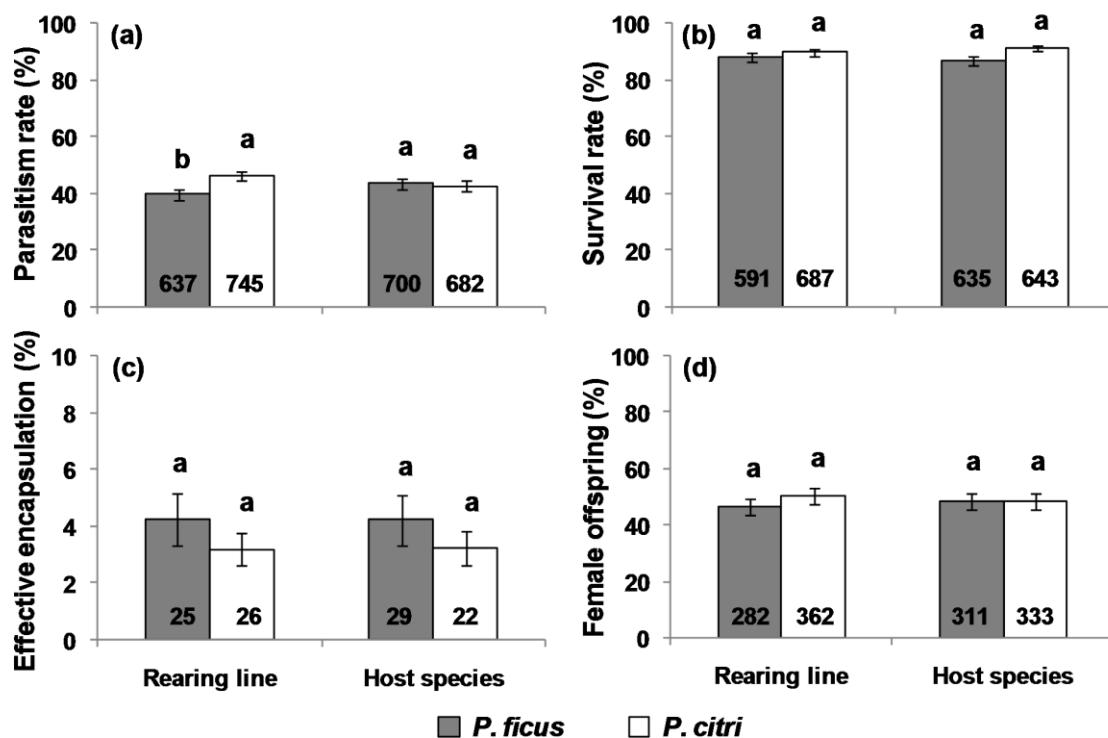 (a)
Parasitism rate (%)
100
80
60
40
20
0
b a a a
637 745 700 682
(b)
Survival rate (%)
100
80
60
40
20
0
a a a a
591 687 635 643
(c)
Effective encapsulation (%)
10
8
6
4
2
0
a a a a
25 26 29 22
Rearing line Host species
(d)
Female offspring (%)
100
80
60
40
20
0
a a a a
282 362 311 333
Rearing line Host species
P. ficus P. citri